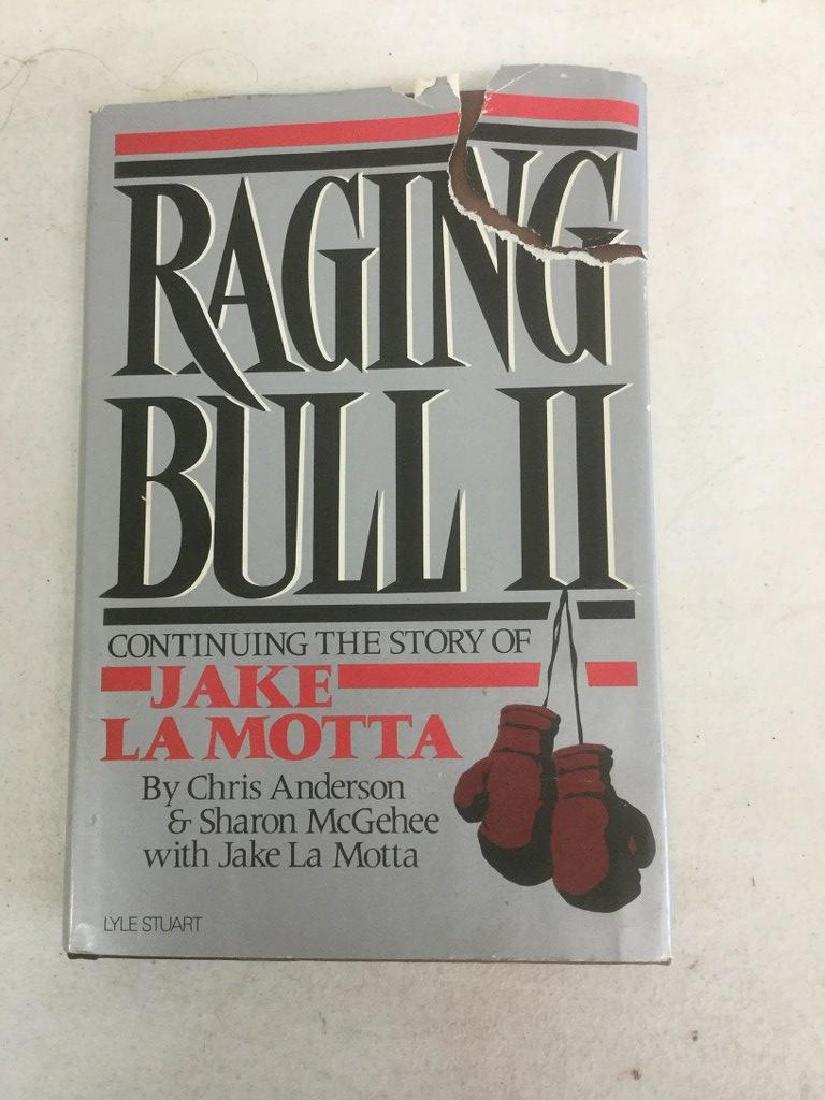 RAGING
BULL II
CONTINUING THE STORY OF
JAKE
LA MOTTA
By Chris Anderson
& Sharon McGehee
with Jake La Motta
LYLE STUART